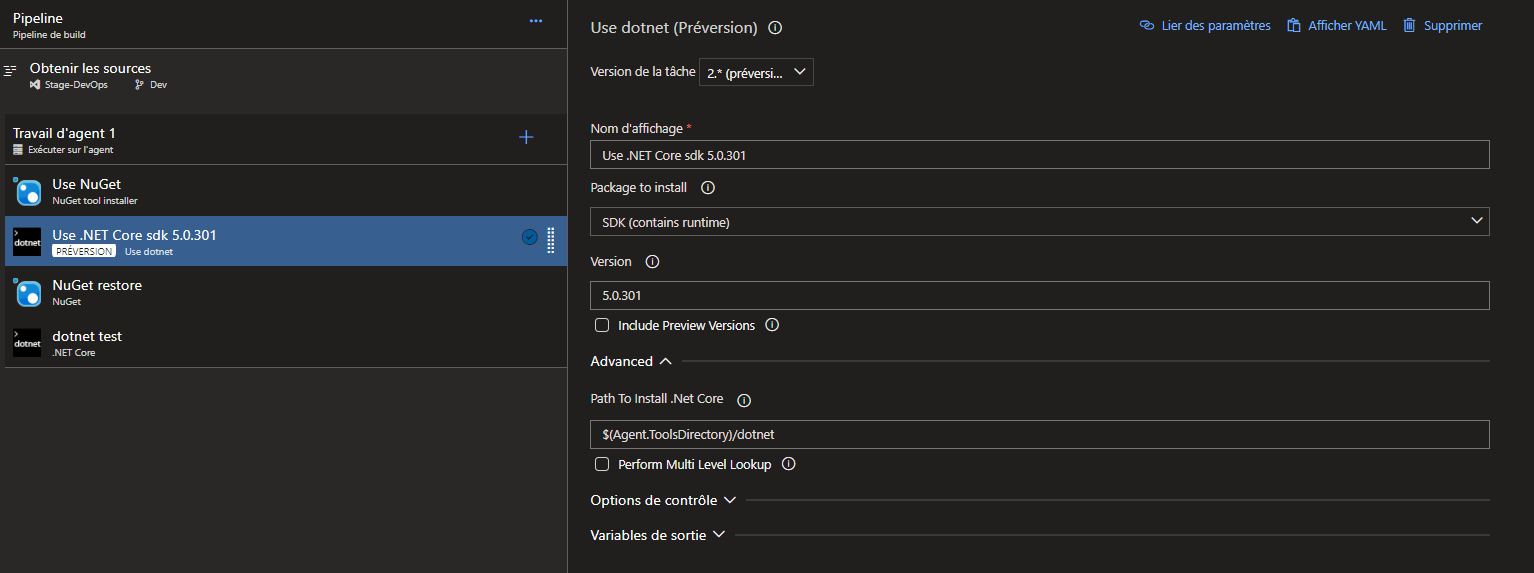 Pipeline
Pipeline de build
Obtenir les sources
Stage-DevOps Dev
Travail d'agent 1
Exécuter sur l'agent
Use NuGet
NuGet tool installer
dotnet
Use .NET Core sdk 5.0.301
PRÉVERSION Use dotnet
NuGet restore
NuGet
dotnet
dotnet test
.NET Core
Use dotnet (Préversion)
Lier des paramètres Afficher YAML Supprimer
Version de la tâche 2.* (préversi...
Nom d'affichage *
Use .NET Core sdk 5.0.301
Package to install
SDK (contains runtime)
Version
5.0.301
Include Preview Versions
Advanced
Path To Install .Net Core
$(Agent.ToolsDirectory)/dotnet
Perform Multi Level Lookup
Options de contrôle
Variables de sortie